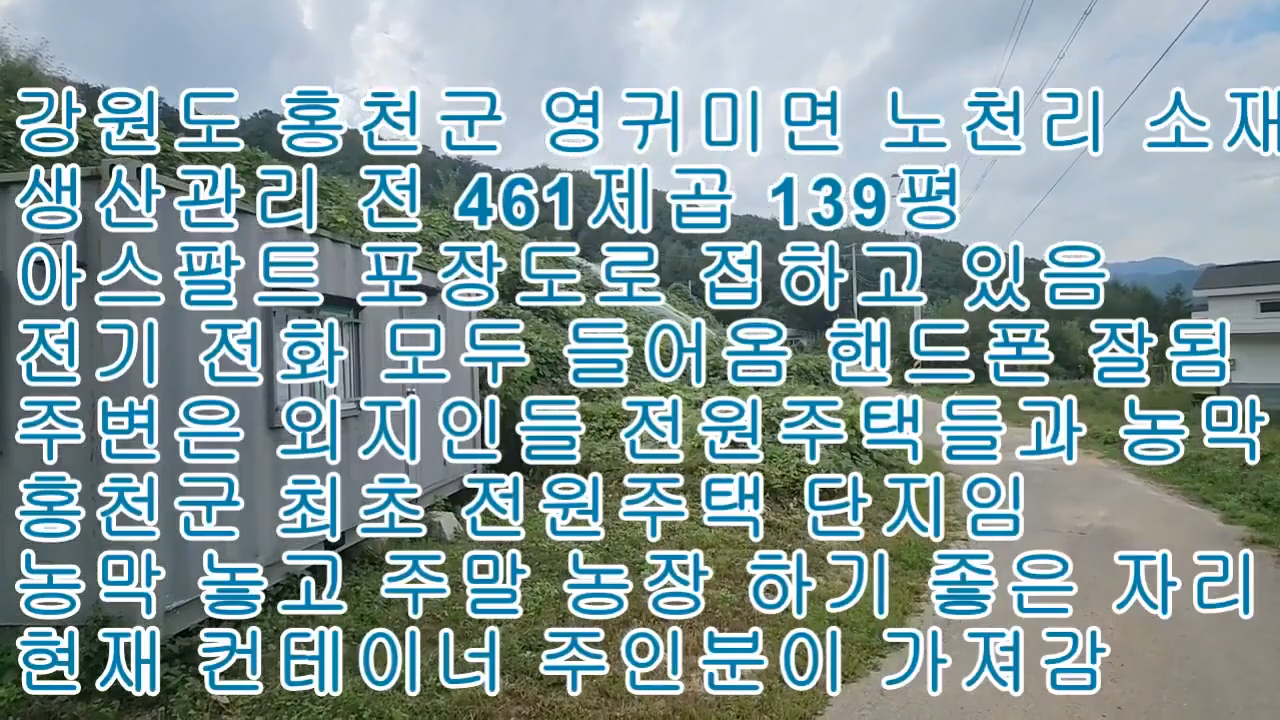 강원도 홍천군 영귀미면 노천리 소재
생산관리 전 461제곱 139평
아스팔트 포장도로 접하고 있음
전기 전화 모두 들어옴 핸드폰 잘됨
주변은 외지인들 전원주택들과 농막
홍천군 최초 전원주택 단지임
농막 놓고 주말 농장 하기 좋은 자리
현재 컨테이너 주인분이 가져감